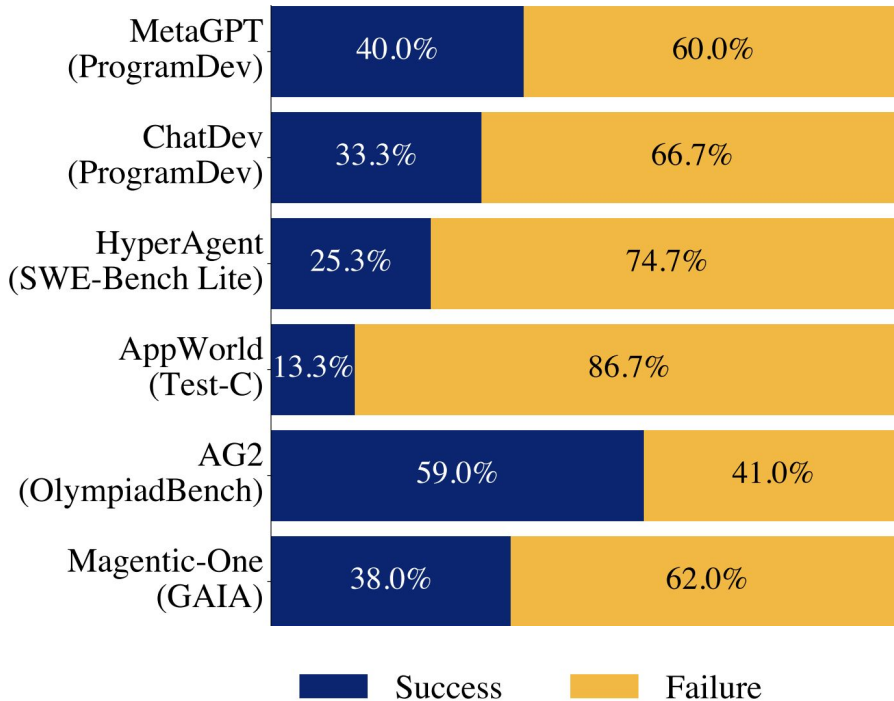 MetaGPT
(ProgramDev)
40.0%
60.0%
ChatDev
(ProgramDev)
33.3%
66.7%
HyperAgent
(SWE-Bench Lite)
25.3%
74.7%
AppWorld
(Test-C)
13.3%
86.7%
AG2
(OlympiadBench)
59.0%
41.0%
Magentic-One
(GAIA)
38.0%
62.0%
Success
Failure